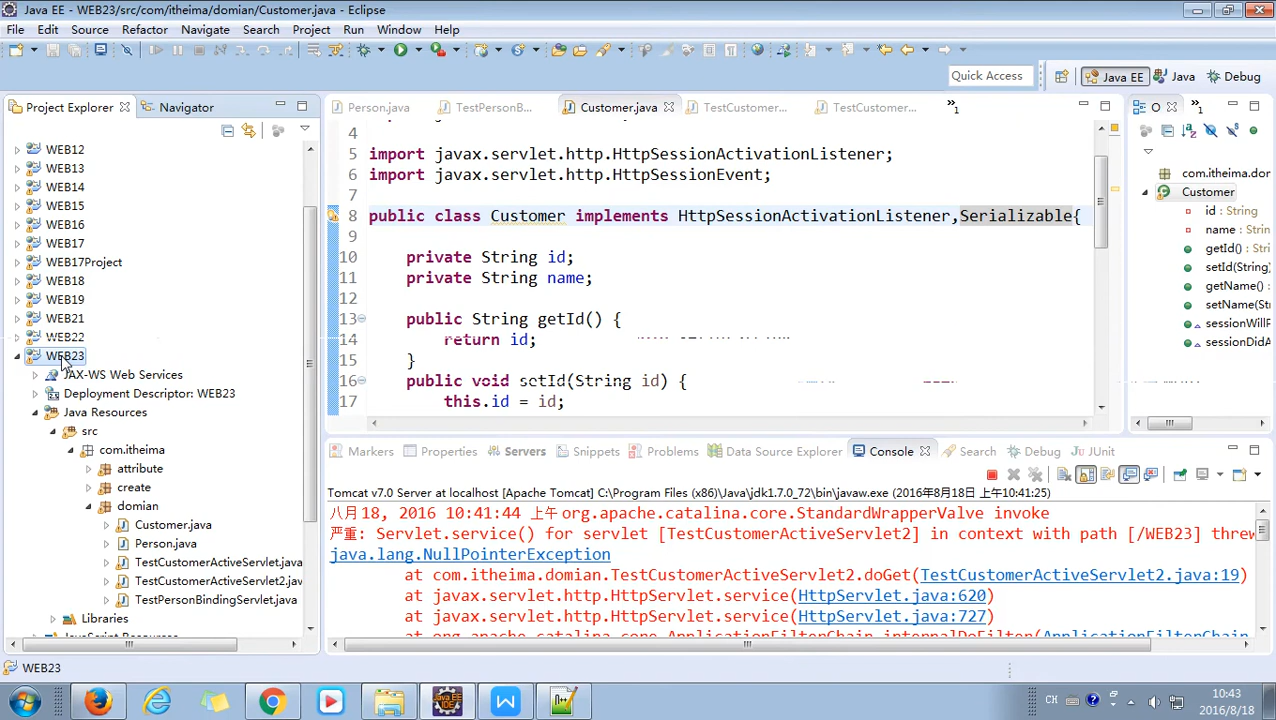 Java EE - WEB23/src/com/itheima/domian/Customer.java - Eclipse
File Edit Source Refactor Navigate Search Project Run Window Help
Quick Access
Java EE
Java
Debug
Project Explorer
Navigator
WEB12
WEB13
WEB14
WEB15
WEB16
WEB17
WEB17Project
WEB18
WEB19
WEB21
WEB22
WEB23
JAX-WS Web Services
Deployment Descriptor: WEB23
Java Resources
src
com.itheima
attribute
create
domian
Customer.java
Person.java
TestCustomerActiveServlet.java
TestCustomerActiveServlet2.jav
TestPersonBindingServlet.java
Libraries
Person.java
TestPersonB...
Customer.java
TestCustomer...
TestCustomer...
»1
4
5 import javax.servlet.http.HttpSessionActivationListener;
6 import javax.servlet.http.HttpSessionEvent;
7
8 public class Customer implements HttpSessionActivationListener,Serializable{
9
10 private String id;
11 private String name;
12
13 public String getId() {
14 return id;
15 }
16 public void setId(String id) {
17 this.id = id;
O
»1
com.itheima.dor
Customer
id : String
name : String
getId() : String
setId(String)
getName() : S
setName(Str
sessionWillP
sessionDidA
Markers
Properties
Servers
Snippets
Problems
Data Source Explorer
Console
Search
Debug
JUnit
Tomcat v7.0 Server at localhost [Apache Tomcat] C:\Program Files (x86)\Java\jdk1.7.0_72\bin\javaw.exe (2016年8月18日 上午10:41:25)
八月 18, 2016 10:41:44 上午 org.apache.catalina.core.StandardWrapperValve invoke
严重: Servlet.service() for servlet [TestCustomerActiveServlet2] in context with path [/WEB23] threw
java.lang.NullPointerException
at com.itheima.domian.TestCustomerActiveServlet2.doGet(TestCustomerActiveServlet2.java:19)
at javax.servlet.http.HttpServlet.service(HttpServlet.java:620)
at javax.servlet.http.HttpServlet.service(HttpServlet.java:727)
WEB23
CH
10:43
2016/8/18